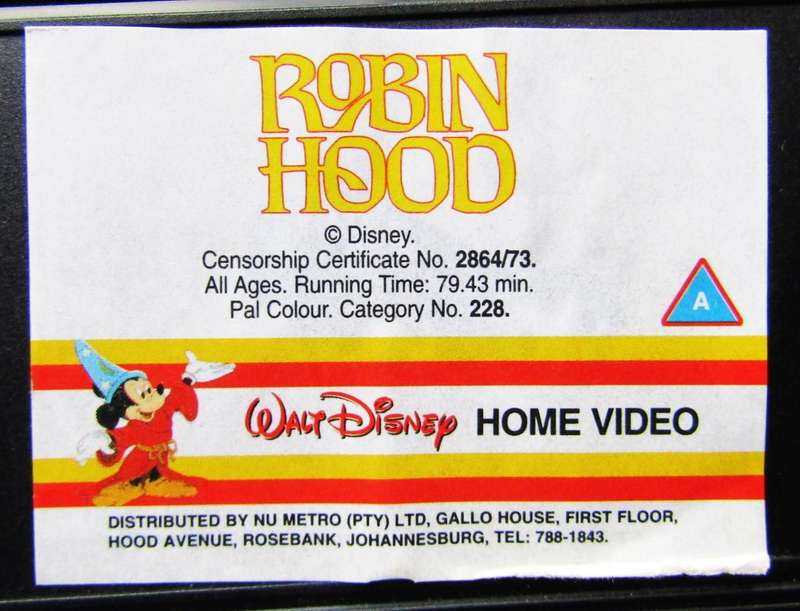 ROBIN
HOOD
© Disney.
Censorship Certificate No. 2864/73.
All Ages. Running Time: 79.43 min.
Pal Colour. Category No. 228.
A
WALT DISNEY HOME VIDEO
DISTRIBUTED BY NU METRO (PTY) LTD, GALLO HOUSE, FIRST FLOOR,
HOOD AVENUE, ROSEBANK, JOHANNESBURG, TEL: 788-1843.